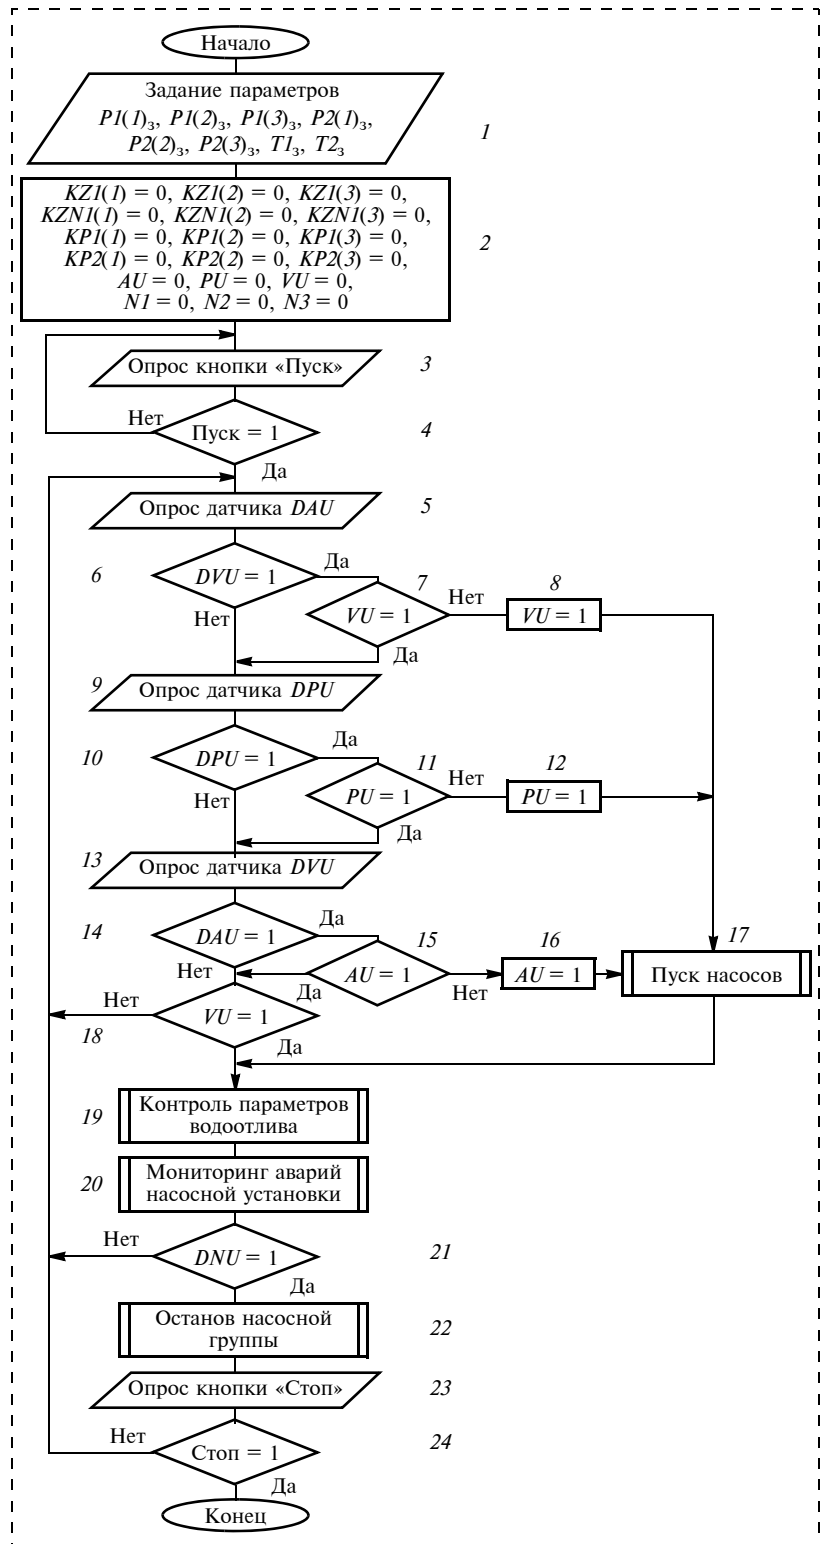 Начало
Задание параметров
P1(1)з, P1(2)з, P1(3)з, P2(1)з,
P2(2)з, P2(3)з, T1з, T2з
1
KZ1(1) = 0, KZ1(2) = 0, KZ1(3) = 0,
KZN1(1) = 0, KZN1(2) = 0, KZN1(3) = 0,
KP1(1) = 0, KP1(2) = 0, KP1(3) = 0,
KP2(1) = 0, KP2(2) = 0, KP2(3) = 0,
AU = 0, PU = 0, VU = 0,
N1 = 0, N2 = 0, N3 = 0
2
Опрос кнопки «Пуск»
3
Нет
Пуск = 1
4
Да
Опрос датчика DAU
5
6
DVU = 1
Да
Нет
7
VU = 1
Нет
Да
8
VU = 1
9
Опрос датчика DPU
10
DPU = 1
Да
Нет
11
PU = 1
Нет
Да
12
PU = 1
13
Опрос датчика DVU
14
DAU = 1
Да
Нет
15
AU = 1
Да
Нет
16
AU = 1
17
Пуск насосов
Нет
18
VU = 1
Да
19
Контроль параметров
водоотлива
20
Мониторинг аварий
насосной установки
Нет
DNU = 1
21
Да
Останов насосной
группы
22
Опрос кнопки «Стоп»
23
Нет
Стоп = 1
24
Да
Конец